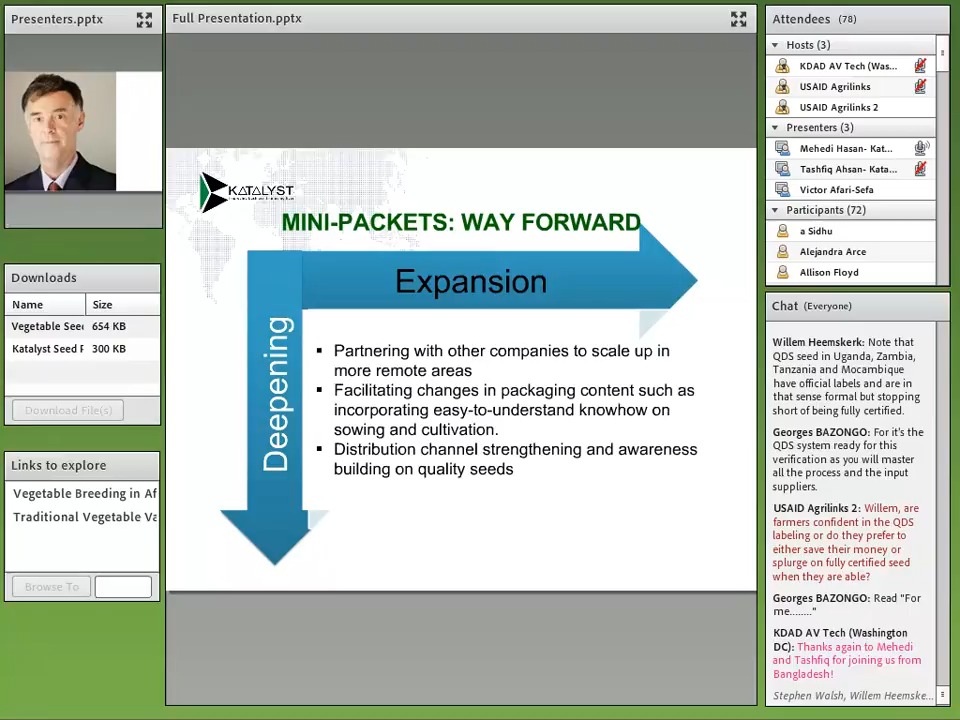 Presenters.pptx
Full Presentation.pptx
KATALYST
MINI-PACKETS: WAY FORWARD
Expansion
Deepening
▪ Partnering with other companies to scale up in
more remote areas
▪ Facilitating changes in packaging content such as
incorporating easy-to-understand knowhow on
sowing and cultivation.
▪ Distribution channel strengthening and awareness
building on quality seeds
Downloads
Name Size
Vegetable Seed 654 KB
Katalyst Seed F 300 KB
Download File(s)
Links to explore
Vegetable Breeding in Af
Traditional Vegetable Va
Browse To
Attendees (78)
Hosts (3)
KDAD AV Tech (Was...
USAID Agrilinks
USAID Agrilinks 2
Presenters (3)
Mehedi Hasan- Kat...
Tashfiq Ahsan- Kata...
Victor Afari-Sefa
Participants (72)
a Sidhu
Alejandra Arce
Allison Floyd
Chat (Everyone)
Willem Heemskerk: Note that
QDS seed in Uganda, Zambia,
Tanzania and Mocambique
have official labels and are in
that sense formal but stopping
short of being fully certified.
Georges BAZONGO: For it's the
QDS system ready for this
verification as you will master
all the process and the input
suppliers.
USAID Agrilinks 2: Willem, are
farmers confident in the QDS
labeling or do they prefer to
either save their money or
splurge on fully certified seed
when they are able?
Georges BAZONGO: Read "For
me........"
KDAD AV Tech (Washington
DC): Thanks again to Mehedi
and Tashfiq for joining us from
Bangladesh!
Stephen Walsh, Willem Heemske...